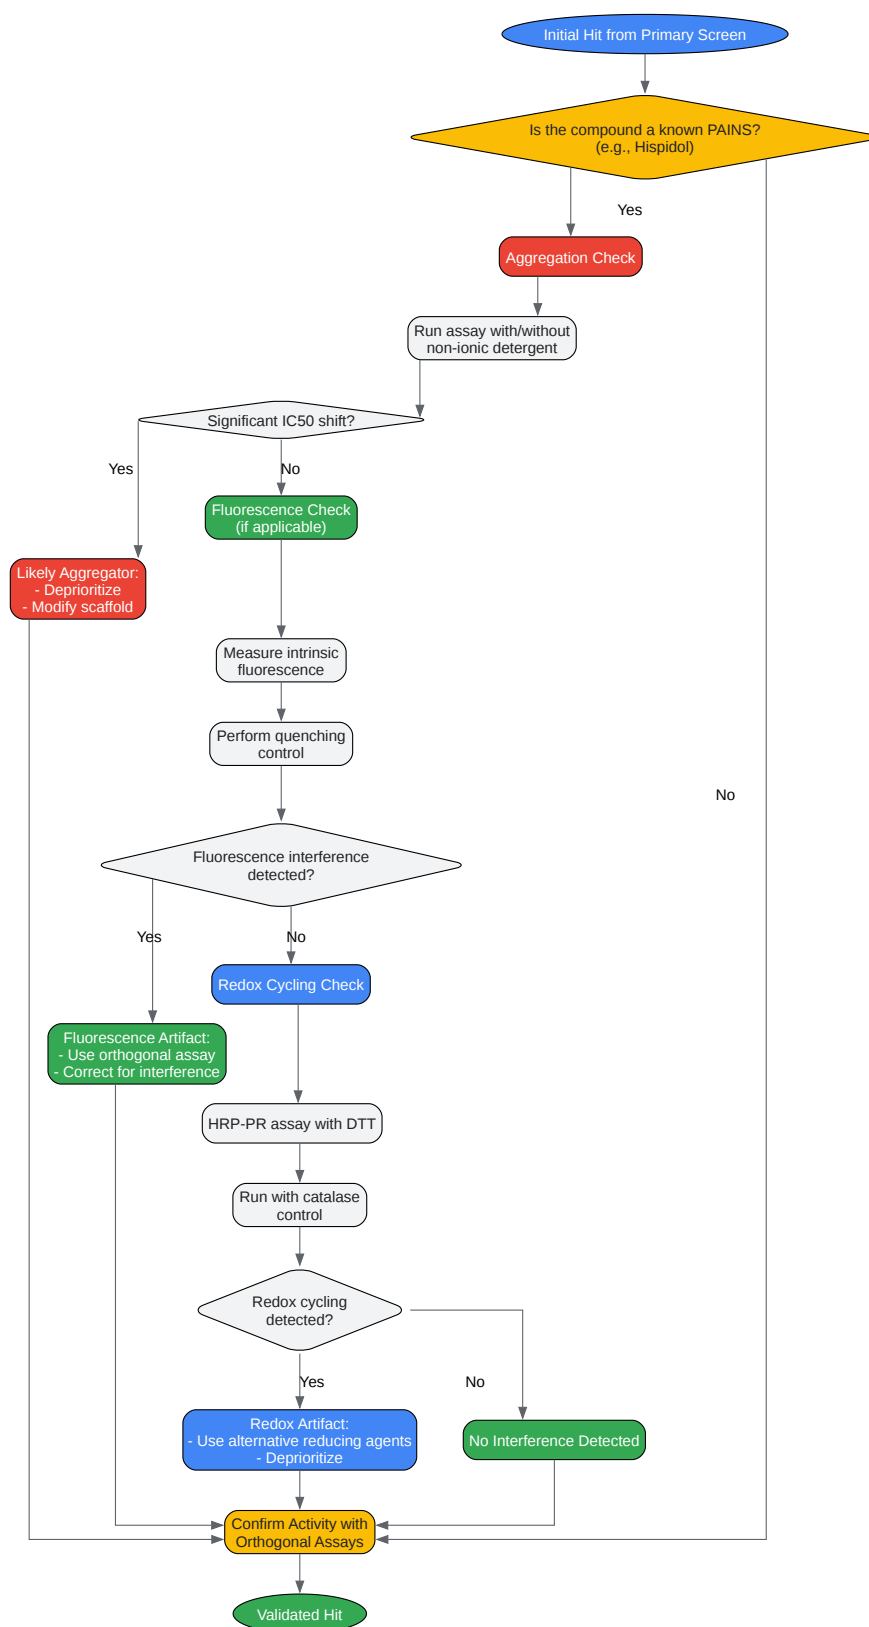 Initial Hit from Primary Screen
Is the compound a known PAINS?
(e.g., Hispidol)
Yes
Aggregation Check
Run assay with/without
non-ionic detergent
Significant IC50 shift?
Yes
No
Fluorescence Check
(if applicable)
Likely Aggregator:
- Deprioritize
- Modify scaffold
Measure intrinsic
fluorescence
Perform quenching
control
No
Fluorescence interference
detected?
Yes
No
Redox Cycling Check
Fluorescence Artifact:
- Use orthogonal assay
- Correct for interference
HRP-PR assay with DTT
Run with catalase
control
Redox cycling
detected?
Yes
No
Redox Artifact:
- Use alternative reducing agents
- Deprioritize
No Interference Detected
Confirm Activity with
Orthogonal Assays
Validated Hit